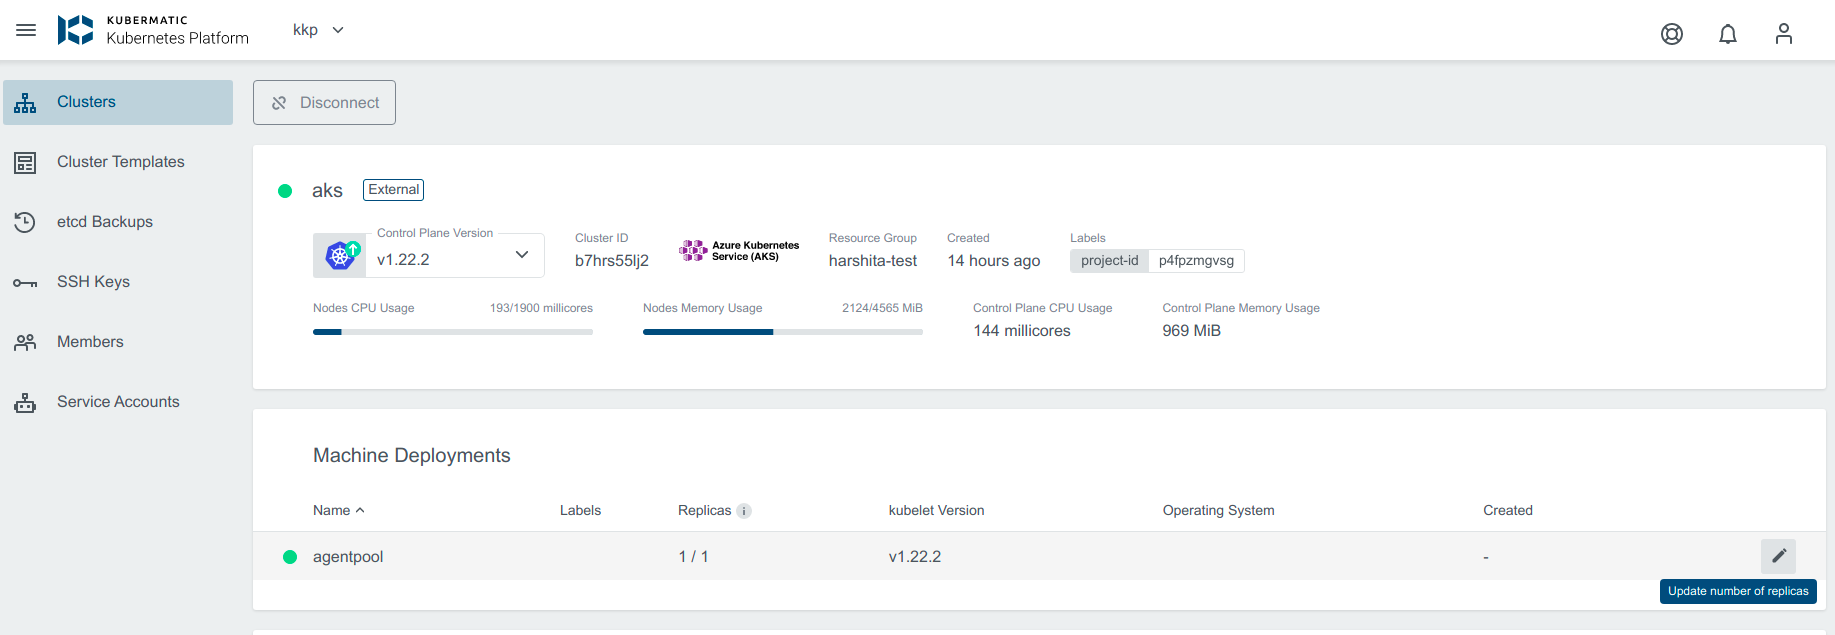 KUBERMATIC
Kubernetes Platform
kkp
Clusters
Disconnect
Cluster Templates
etcd Backups
SSH Keys
Members
Service Accounts
aks
External
Control Plane Version
v1.22.2
Cluster ID
b7hrs55lj2
Azure Kubernetes
Service (AKS)
Resource Group
harshita-test
Created
14 hours ago
Labels
project-id p4fpzmgvsg
Nodes CPU Usage 193/1900 millicores
Nodes Memory Usage 2124/4565 MiB
Control Plane CPU Usage
144 millicores
Control Plane Memory Usage
969 MiB
Machine Deployments
Name Labels Replicas i kubelet Version Operating System Created
agentpool 1 / 1 v1.22.2 -
Update number of replicas